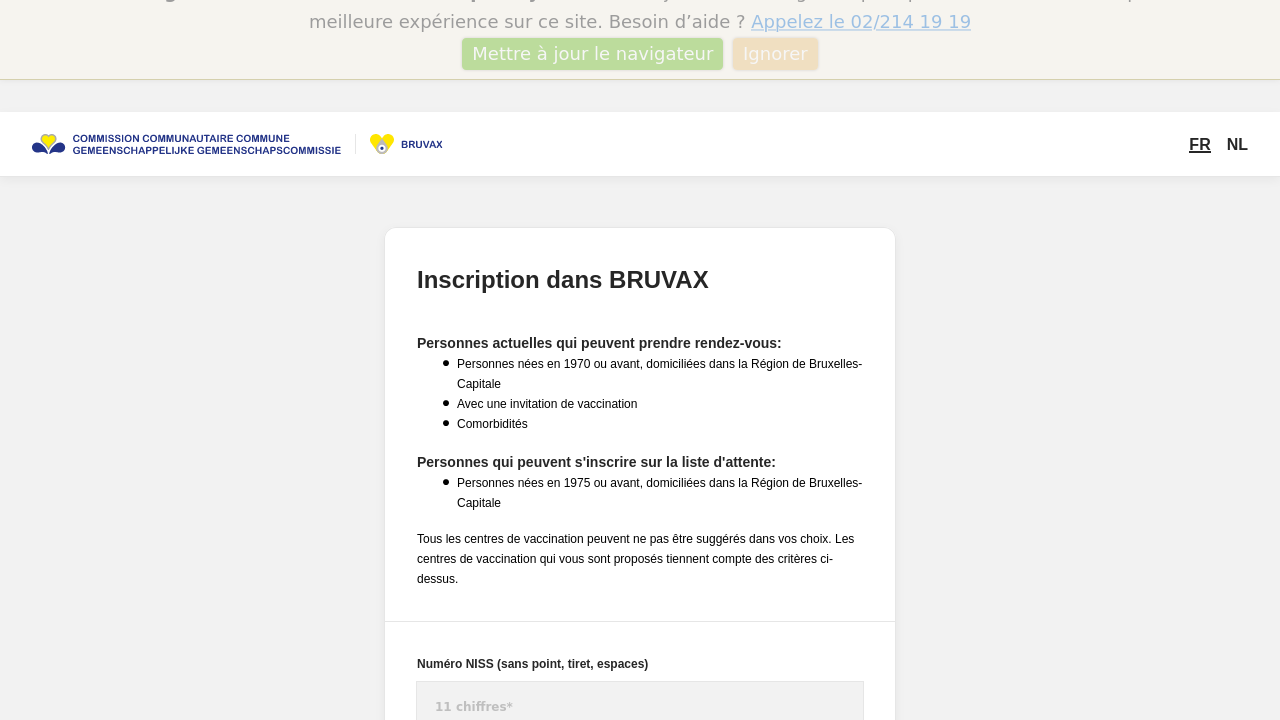 meilleure expérience sur ce site. Besoin d’aide ? Appelez le 02/214 19 19
Mettre à jour le navigateur Ignorer
COMMISSION COMMUNAUTAIRE COMMUNE
GEMEENSCHAPPELIJKE GEMEENSCHAPSCOMMISSIE
BRUVAX
FR NL
Inscription dans BRUVAX
Personnes actuelles qui peuvent prendre rendez-vous:
Personnes nées en 1970 ou avant, domiciliées dans la Région de Bruxelles-
Capitale
Avec une invitation de vaccination
Comorbidités
Personnes qui peuvent s'inscrire sur la liste d'attente:
Personnes nées en 1975 ou avant, domiciliées dans la Région de Bruxelles-
Capitale
Tous les centres de vaccination peuvent ne pas être suggérés dans vos choix. Les
centres de vaccination qui vous sont proposés tiennent compte des critères ci-
dessus.
Numéro NISS (sans point, tiret, espaces)
11 chiffres*